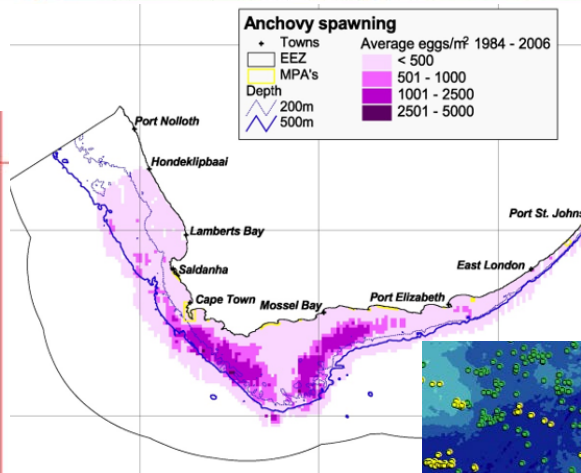 Anchovy spawning
Towns
EEZ
MPA's
Depth
200m
500m
Average eggs/m² 1984 - 2006
< 500
501 - 1000
1001 - 2500
2501 - 5000
Port Nolloth
Hondeklipbaai
Lamberts Bay
Saldanha
Cape Town
Mossel Bay
Port Elizabeth
East London
Port St. Johns